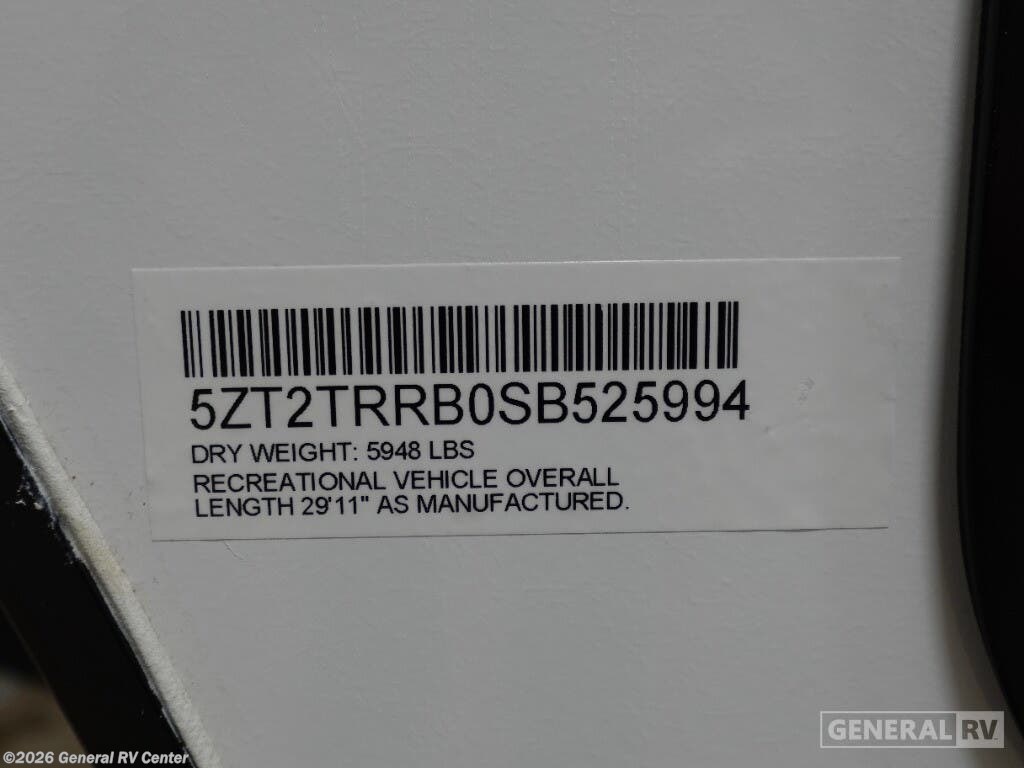 5ZT2TRRB0SB525994
DRY WEIGHT: 5948 LBS
RECREATIONAL VEHICLE OVERALL
LENGTH 29'11" AS MANUFACTURED.
GENERAL RV
©2026 General RV Center